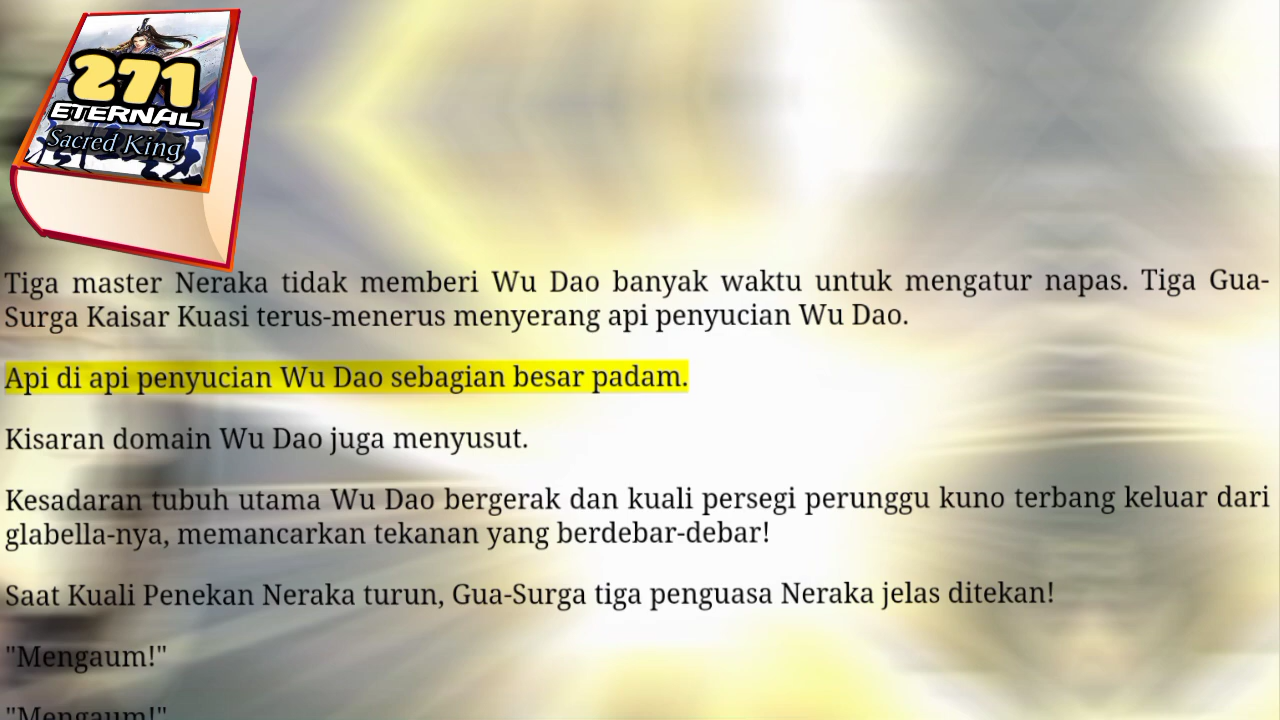 271
ETERNAL
Sacred King
Tiga master Neraka tidak memberi Wu Dao banyak waktu untuk mengatur napas. Tiga Gua-
Surga Kaisar Kuasi terus-menerus menyerang api penyucian Wu Dao.
Api di api penyucian Wu Dao sebagian besar padam.
Kisaran domain Wu Dao juga menyusut.
Kesadaran tubuh utama Wu Dao bergerak dan kuali persegi perunggu kuno terbang keluar dari
glabella-nya, memancarkan tekanan yang berdebar-debar!
Saat Kuali Penekan Neraka turun, Gua-Surga tiga penguasa Neraka jelas ditekan!
"Mengaum!"
"Mengaum!"